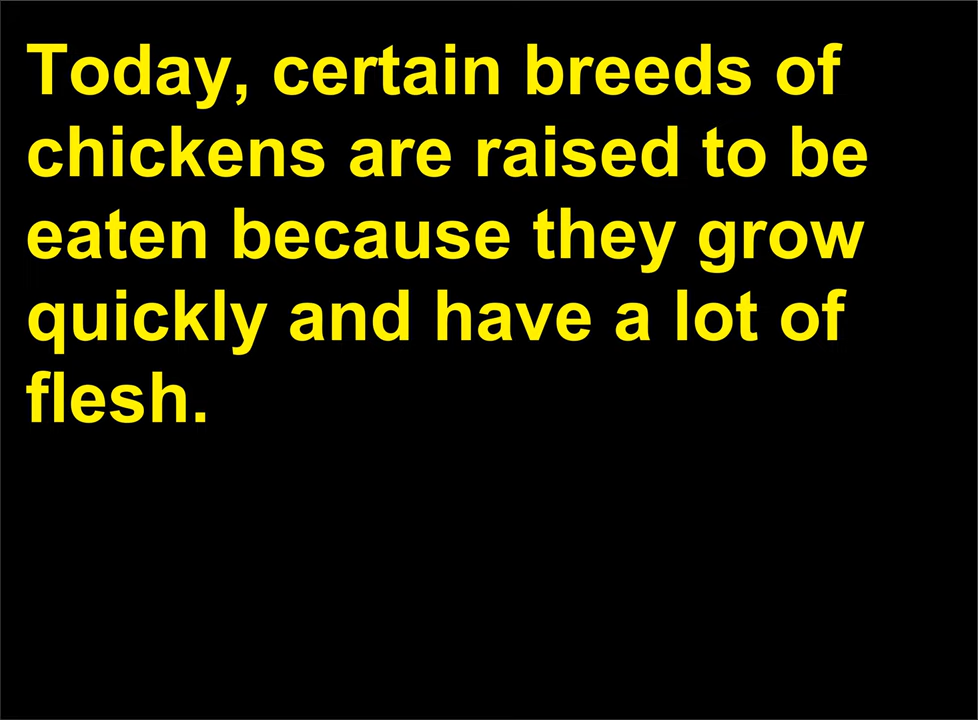 Today, certain breeds of
chickens are raised to be
eaten because they grow
quickly and have a lot of
flesh.